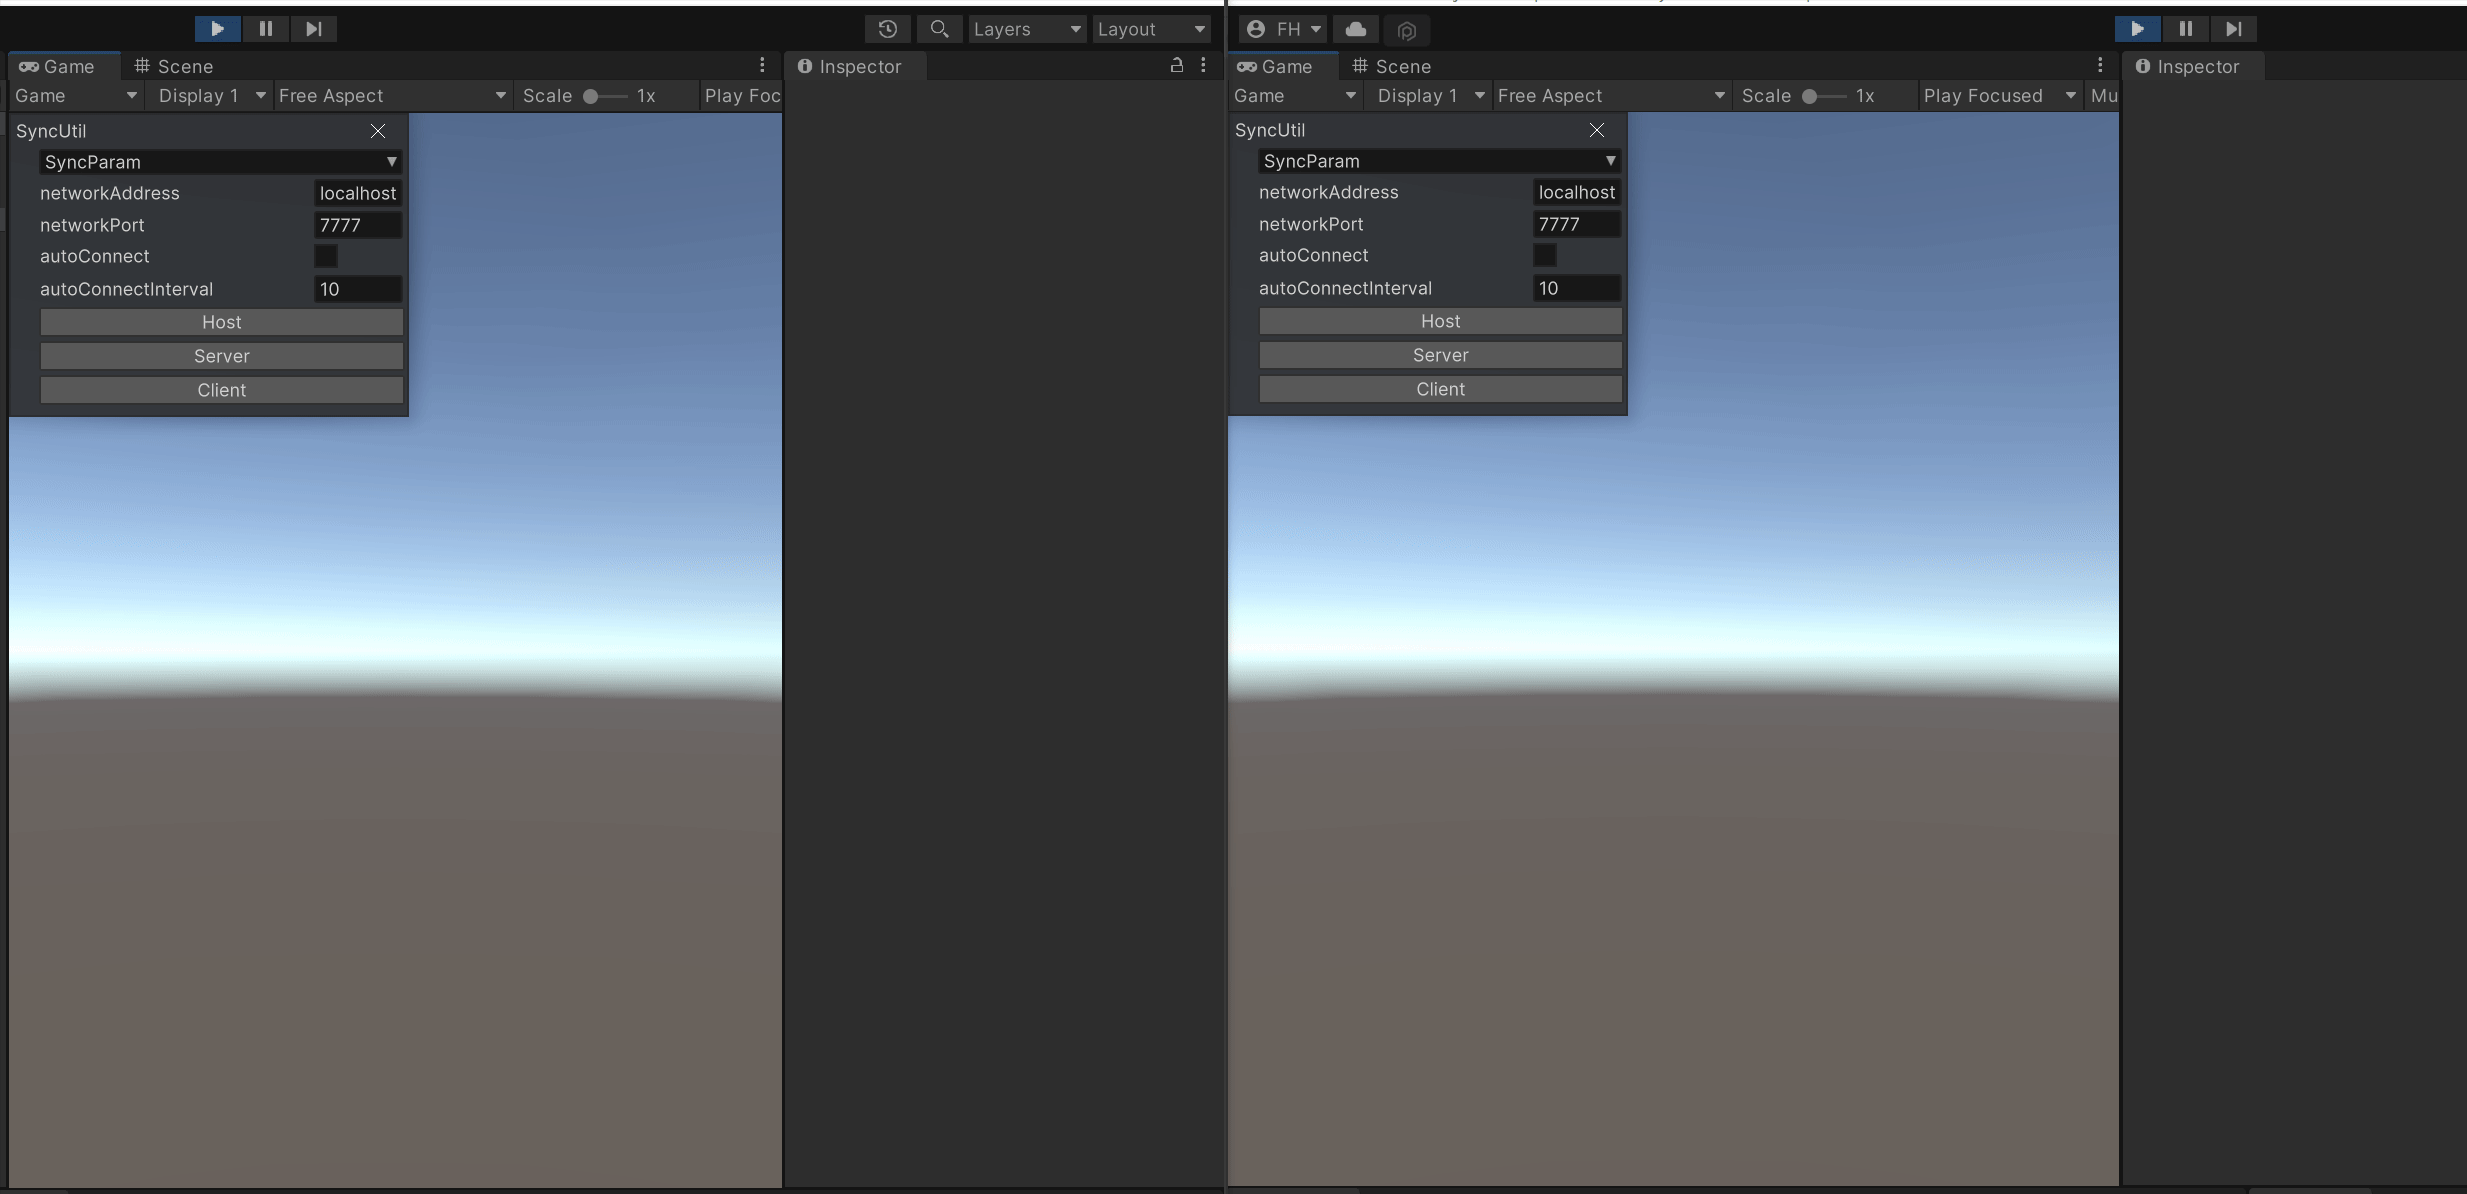 Layers
Layout
Game
Scene
Inspector
Game
Display 1
Free Aspect
Scale
1x
Play Foc
SyncUtil
SyncParam
networkAddress
localhost
networkPort
7777
autoConnect
autoConnectInterval
10
Host
Server
Client
FH
Game
Scene
Inspector
Game
Display 1
Free Aspect
Scale
1x
Play Focused
Mu
SyncUtil
SyncParam
networkAddress
localhost
networkPort
7777
autoConnect
autoConnectInterval
10
Host
Server
Client